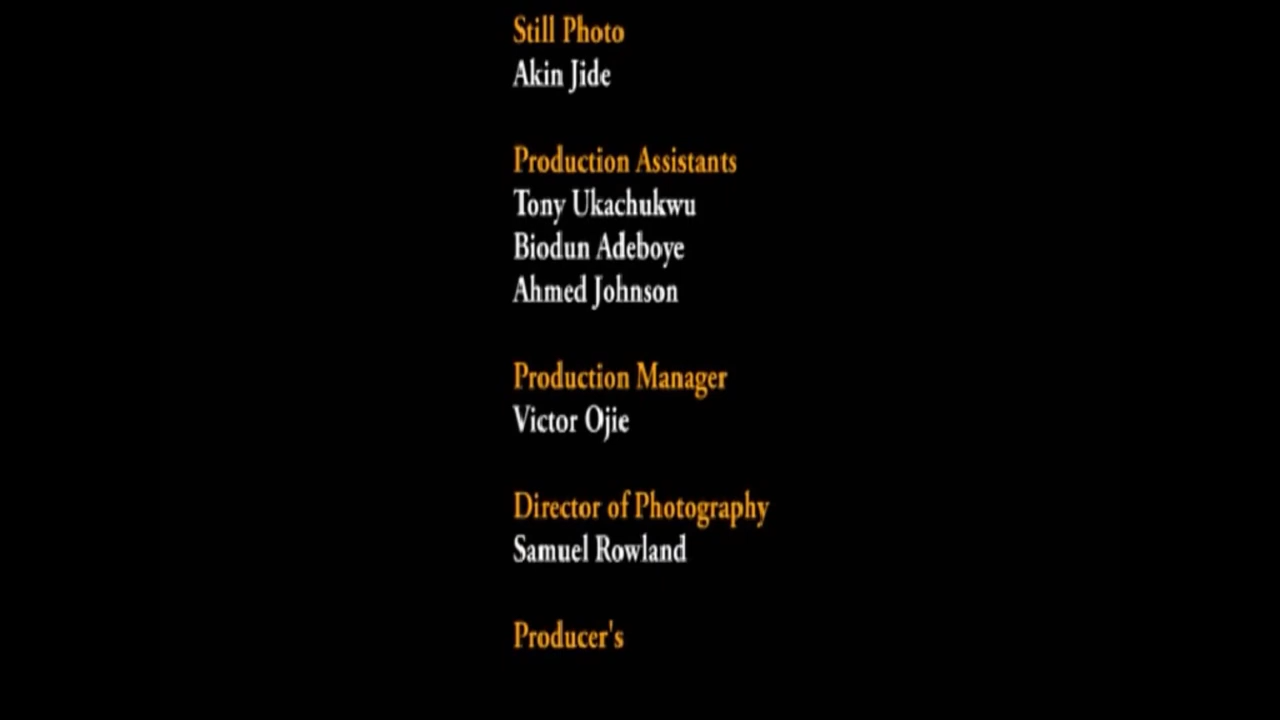 Still Photo
Akin Jide
Production Assistants
Tony Ukachukwu
Biodun Adeboye
Ahmed Johnson
Production Manager
Victor Ojie
Director of Photography
Samuel Rowland
Producer's